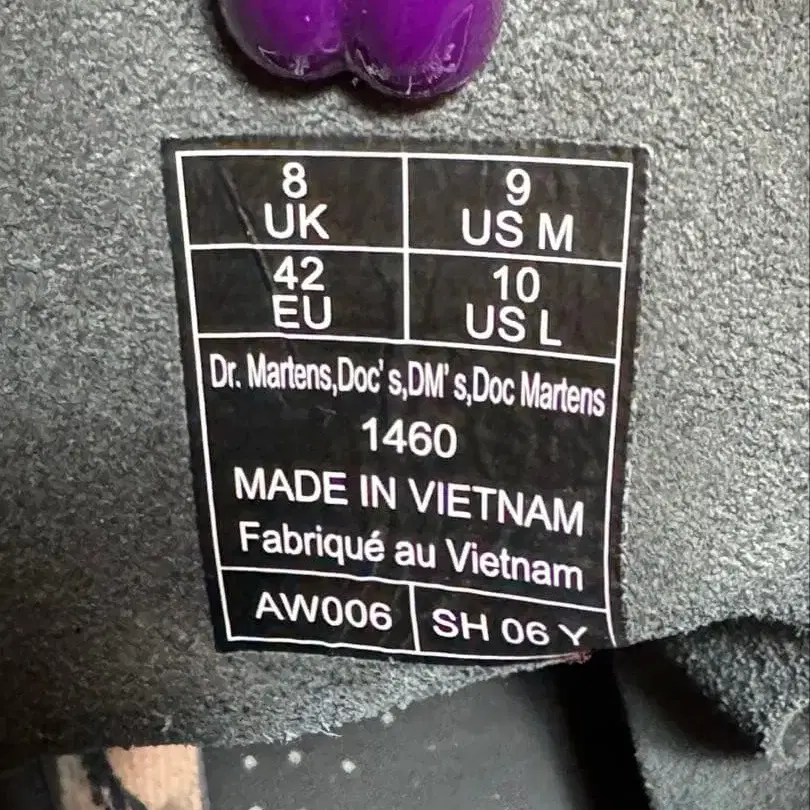 8 UK
9 US M
42 EU
10 US L
Dr. Martens,Doc's,DM's,Doc Martens
1460
MADE IN VIETNAM
Fabriqué au Vietnam
AW006
SH 06 Y